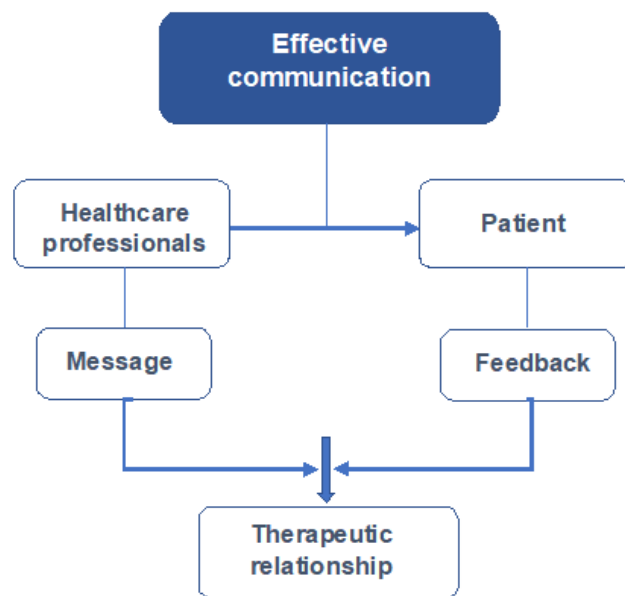 Effective
communication
Healthcare
professionals
Patient
Message
Feedback
Therapeutic
relationship